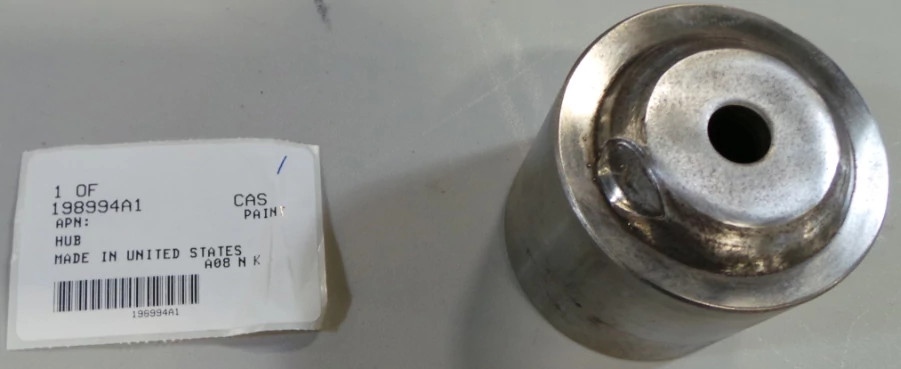 1 OF
198994A1 CAS
APN: PAINT
HUB
MADE IN UNITED STATES
A08 N K
198994A1